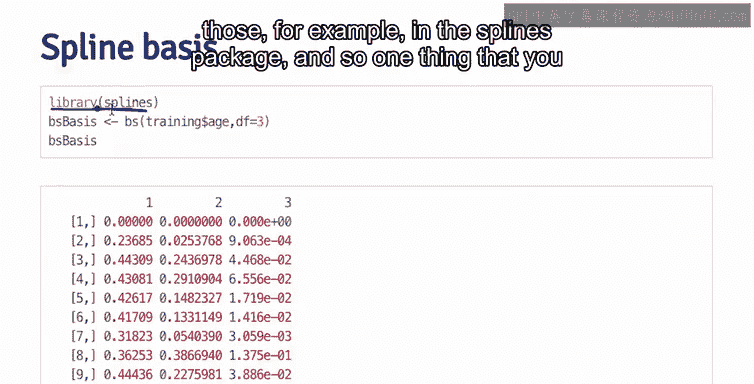 those, for example, in the splines
Spline basis
package, and so one thing that you
library(splines)
bsBasis <- bs(training$age,df=3)
bsBasis
1 2 3
[1,] 0.00000 0.0000000 0.000e+00
[2,] 0.23685 0.0253768 9.063e-04
[3,] 0.44309 0.2436978 4.468e-02
[4,] 0.43081 0.2910904 6.556e-02
[5,] 0.42617 0.1482327 1.719e-02
[6,] 0.41709 0.1331149 1.416e-02
[7,] 0.31823 0.0540390 3.059e-03
[8,] 0.36253 0.3866940 1.375e-01
[9,] 0.44436 0.2275981 3.886e-02